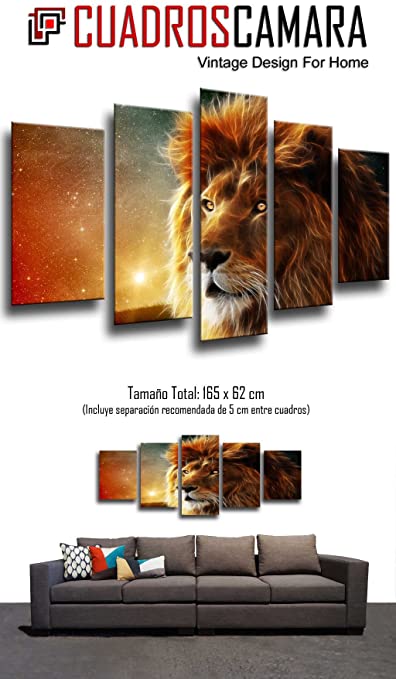 CUADROSCAMARA
Vintage Design For Home
Tamaño Total: 165 x 62 cm
(Incluye separación recomendada de 5 cm entre cuadros)